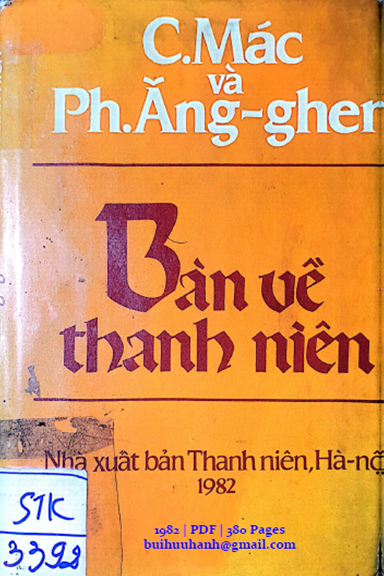 C.Mác
và
Ph.Ăng-ghen
Bàn về
thanh niên
Nhà xuất bản Thanh niên, Hà-nội
1982
STK
3392
1982 | PDF | 380 Pages
buihuuhanh@gmail.com